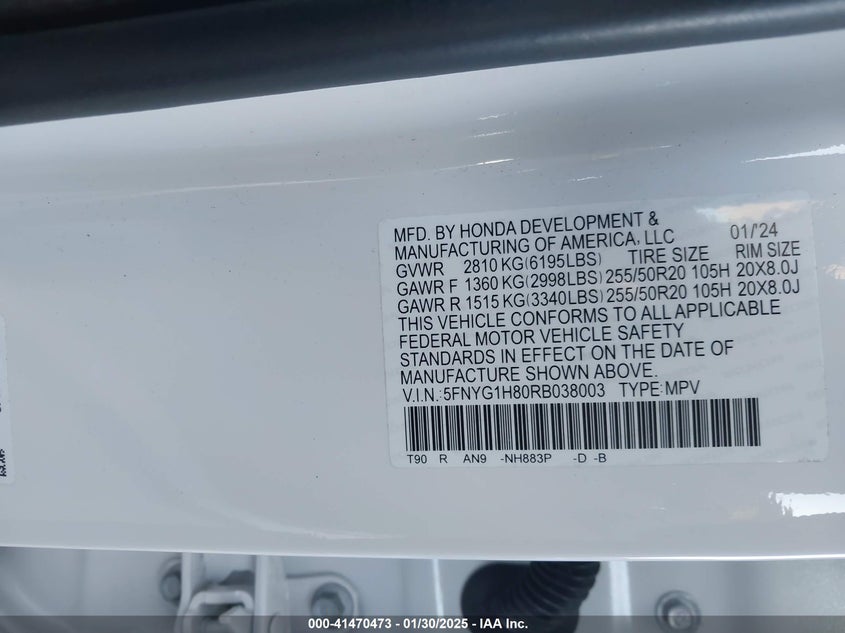 MFD. BY HONDA DEVELOPMENT & 01/'24
MANUFACTURING OF AMERICA, LLC
GVWR 2810 KG(6195LBS) TIRE SIZE RIM SIZE
GAWR F 1360 KG(2998LBS) 255/50R20 105H 20X8.0J
GAWR R 1515 KG(3340LBS) 255/50R20 105H 20X8.0J
THIS VEHICLE CONFORMS TO ALL APPLICABLE
FEDERAL MOTOR VEHICLE SAFETY
STANDARDS IN EFFECT ON THE DATE OF
MANUFACTURE SHOWN ABOVE.
V.I.N.:5FNYG1H80RB038003 TYPE:MPV
T90 R AN9 -NH883P -D -B
000-41470473 - 01/30/2025 - © IAA Inc.